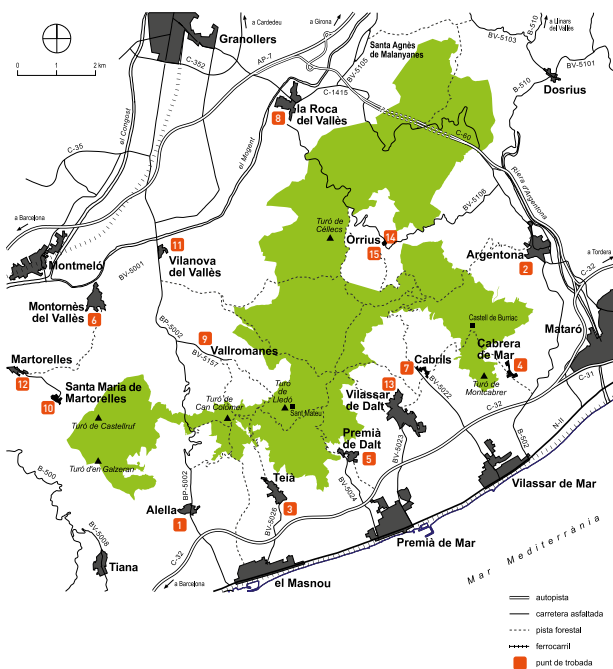 a Cardedeu
a Girona
a Llinars
del Vallès
BV-5103
B-510
BV-5101
B-510
Granollers
0
1
2 km
C-352
AP-7
BV-5105
Santa Agnès
de Malanyanes
Dosrius
la Roca
del Vallès
8
C-1415
C-60
el Congost
el Mogent
C-35
BV-5106
Riera d'Argentona
a Barcelona
Turó de
Céllecs
14
Òrrius
15
Argentona
2
a Tordera
C-32
11
Vilanova
del Vallès
Montmeló
BV-5001
Montornès
del Vallès
6
Castell de Burriac
Mataró
BP-5002
9
BV-5157
Vallromanes
Cabrera
de Mar
4
7
Cabrils
BV-5022
Turó de
Montcabrer
C-31
Martorelles
12
Santa Maria de
Martorelles
10
Turó de
Can Colomer
Turó
de
Lledó
Sant Mateu
13
Vilassar
de Dalt
C-32
N-II
B-502
Turó de Castellruf
Turó d'en Galzeran
Premià
de Dalt
5
BV-5023
BV-5024
Vilassar de Mar
B-500
BP-5002
Teià
3
BV-5026
Alella
1
BV-5008
Tiana
C-32
a Barcelona
el Masnou
Premià de Mar
Mar Mediterrània
autopista
carretera asfaltada
pista forestal
ferrocarril
punt de trobada